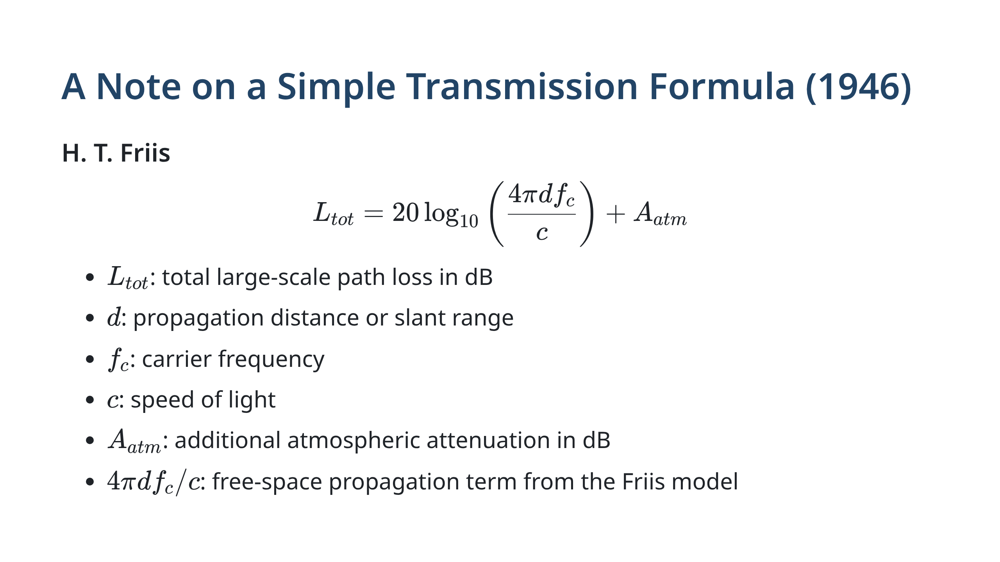 A Note on a Simple Transmission Formula (1946)
H. T. Friis
$L_{tot} = 20 \log_{10} \left( \frac{4\pi d f_c}{c} \right) + A_{atm}$
• $L_{tot}$: total large-scale path loss in dB
• $d$: propagation distance or slant range
• $f_c$: carrier frequency
• $c$: speed of light
• $A_{atm}$: additional atmospheric attenuation in dB
• $4\pi d f_c/c$: free-space propagation term from the Friis model